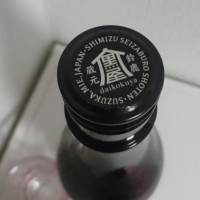 SHIMIZU SEIZABURO SHOTEN・SUZUKA MIE, JAPAN・
鈴鹿
蔵元
daikokuya